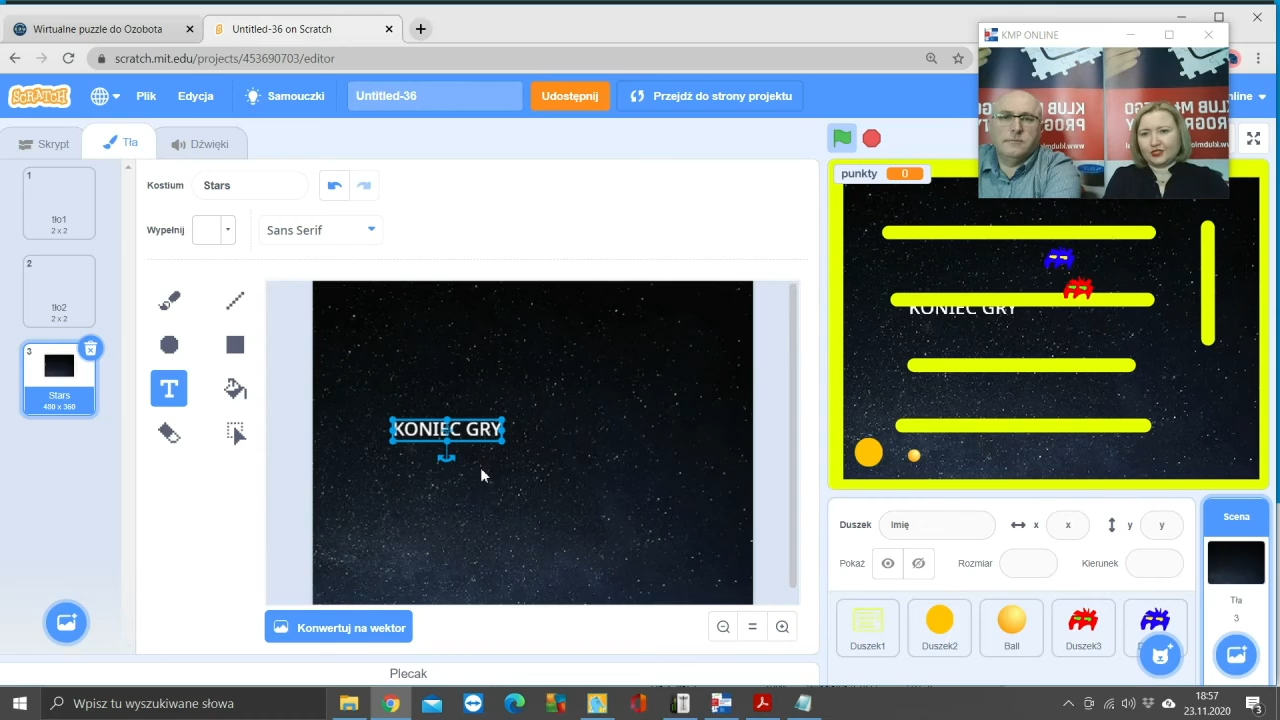 Wirtualne puzzle do Ozobota
Untitled-36 on Scratch
scratch.mit.edu/projects/453690703/editor
KMP ONLINE
SCRATCH
Plik
Edycja
Samouczki
Untitled-36
Udostępnij
Przejdź do strony projektu
nline
Skrypt
Tła
Dźwięki
Kostium
Stars
Wypełnij
Sans Serif
1
tło1
2 x 2
2
tło2
2 x 2
3
Stars
480 x 360
T
KONIEC GRY
Konwertuj na wektor
Plecak
punkty 0
KONIEC GRY
Duszek
Imię
x
x
y
y
Pokaż
Rozmiar
Kierunek
Duszek1
Duszek2
Ball
Duszek3
Scena
Tła
3
Wpisz tu wyszukiwane słowa
18:57
23.11.2020
3